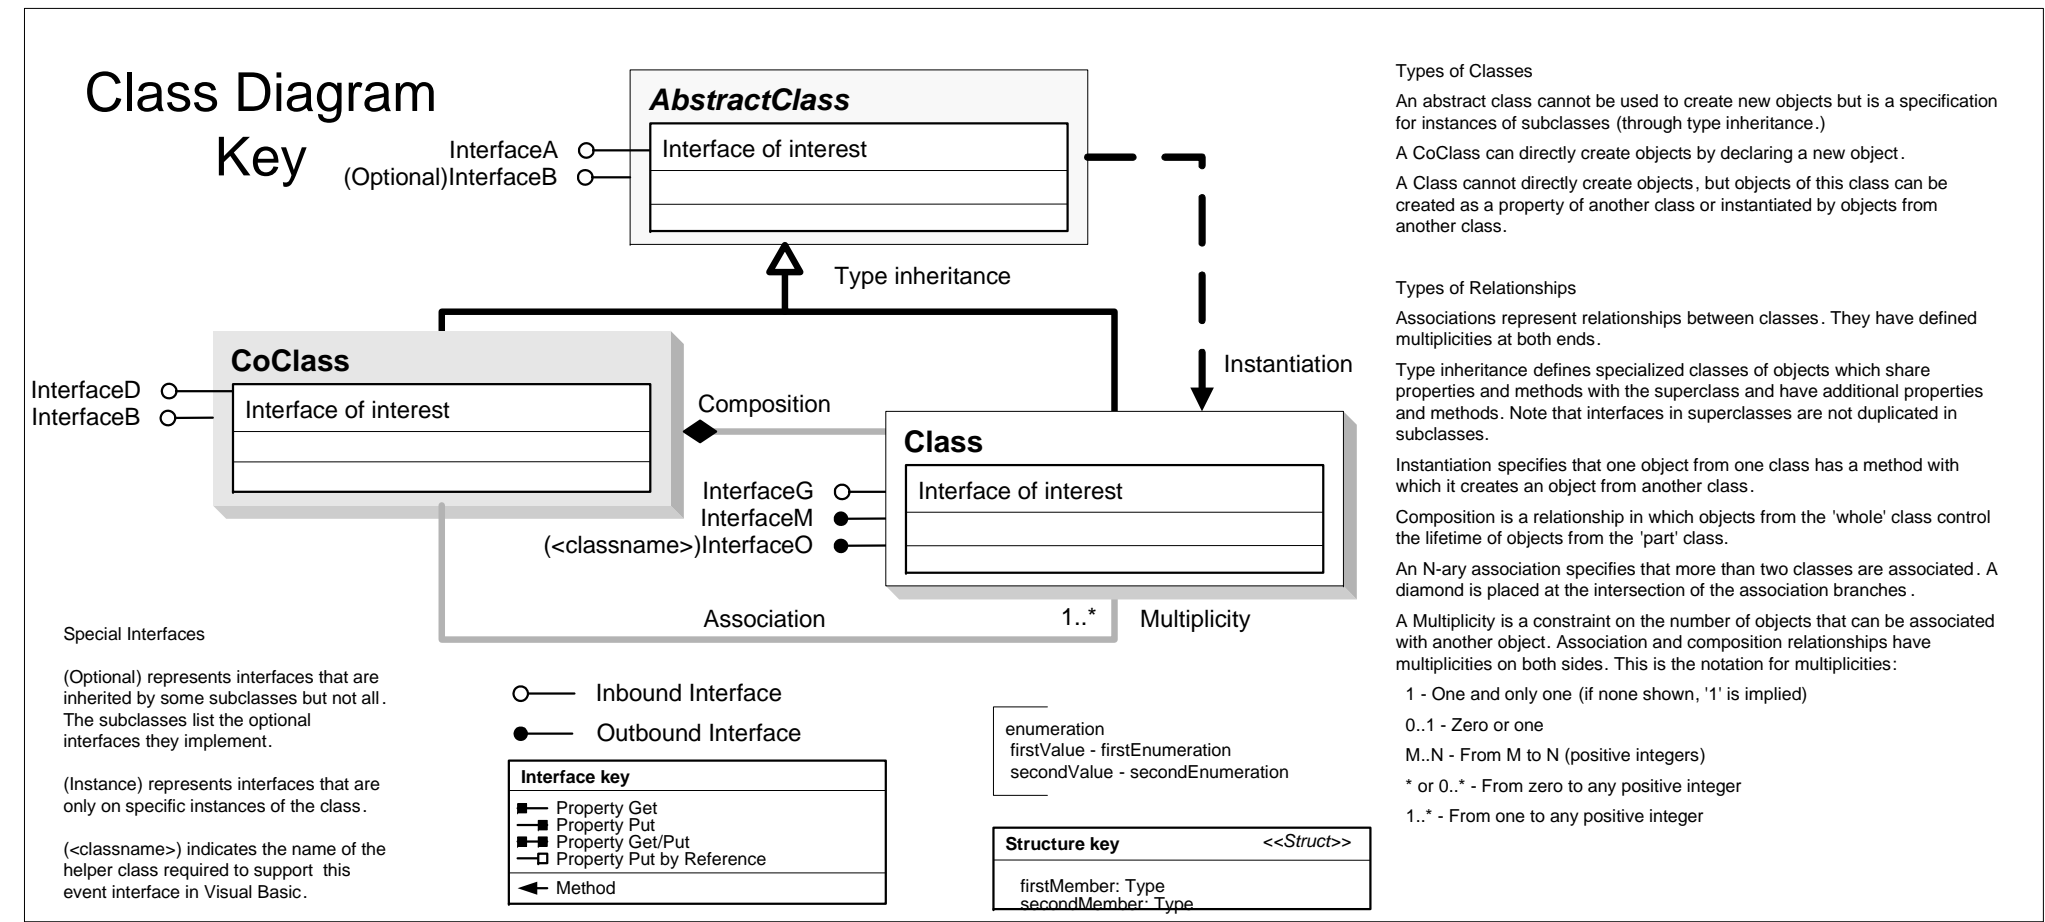 Class Diagram
Key
AbstractClass
Interface of interest
InterfaceA
(Optional)InterfaceB
Type inheritance
CoClass
Interface of interest
InterfaceD
InterfaceB
Composition
Instantiation
Class
Interface of interest
InterfaceG
InterfaceM
(<classname>)InterfaceO
Association
1..*
Multiplicity
Special Interfaces
(Optional) represents interfaces that are
inherited by some subclasses but not all.
The subclasses list the optional
interfaces they implement.
(Instance) represents interfaces that are
only on specific instances of the class.
(<classname>) indicates the name of the
helper class required to support this
event interface in Visual Basic.
Inbound Interface
Outbound Interface
Interface key
Property Get
Property Put
Property Get/Put
Property Put by Reference
Method
enumeration
firstValue - firstEnumeration
secondValue - secondEnumeration
Structure key
<<Struct>>
firstMember: Type
secondMember: Type
Types of Classes
An abstract class cannot be used to create new objects but is a specification
for instances of subclasses (through type inheritance.)
A CoClass can directly create objects by declaring a new object.
A Class cannot directly create objects, but objects of this class can be
created as a property of another class or instantiated by objects from
another class.
Types of Relationships
Associations represent relationships between classes. They have defined
multiplicities at both ends.
Type inheritance defines specialized classes of objects which share
properties and methods with the superclass and have additional properties
and methods. Note that interfaces in superclasses are not duplicated in
subclasses.
Instantiation specifies that one object from one class has a method with
which it creates an object from another class.
Composition is a relationship in which objects from the 'whole' class control
the lifetime of objects from the 'part' class.
An N-ary association specifies that more than two classes are associated. A
diamond is placed at the intersection of the association branches.
A Multiplicity is a constraint on the number of objects that can be associated
with another object. Association and composition relationships have
multiplicities on both sides. This is the notation for multiplicities:
1 - One and only one (if none shown, '1' is implied)
0..1 - Zero or one
M..N - From M to N (positive integers)
* or 0..* - From zero to any positive integer
1..* - From one to any positive integer